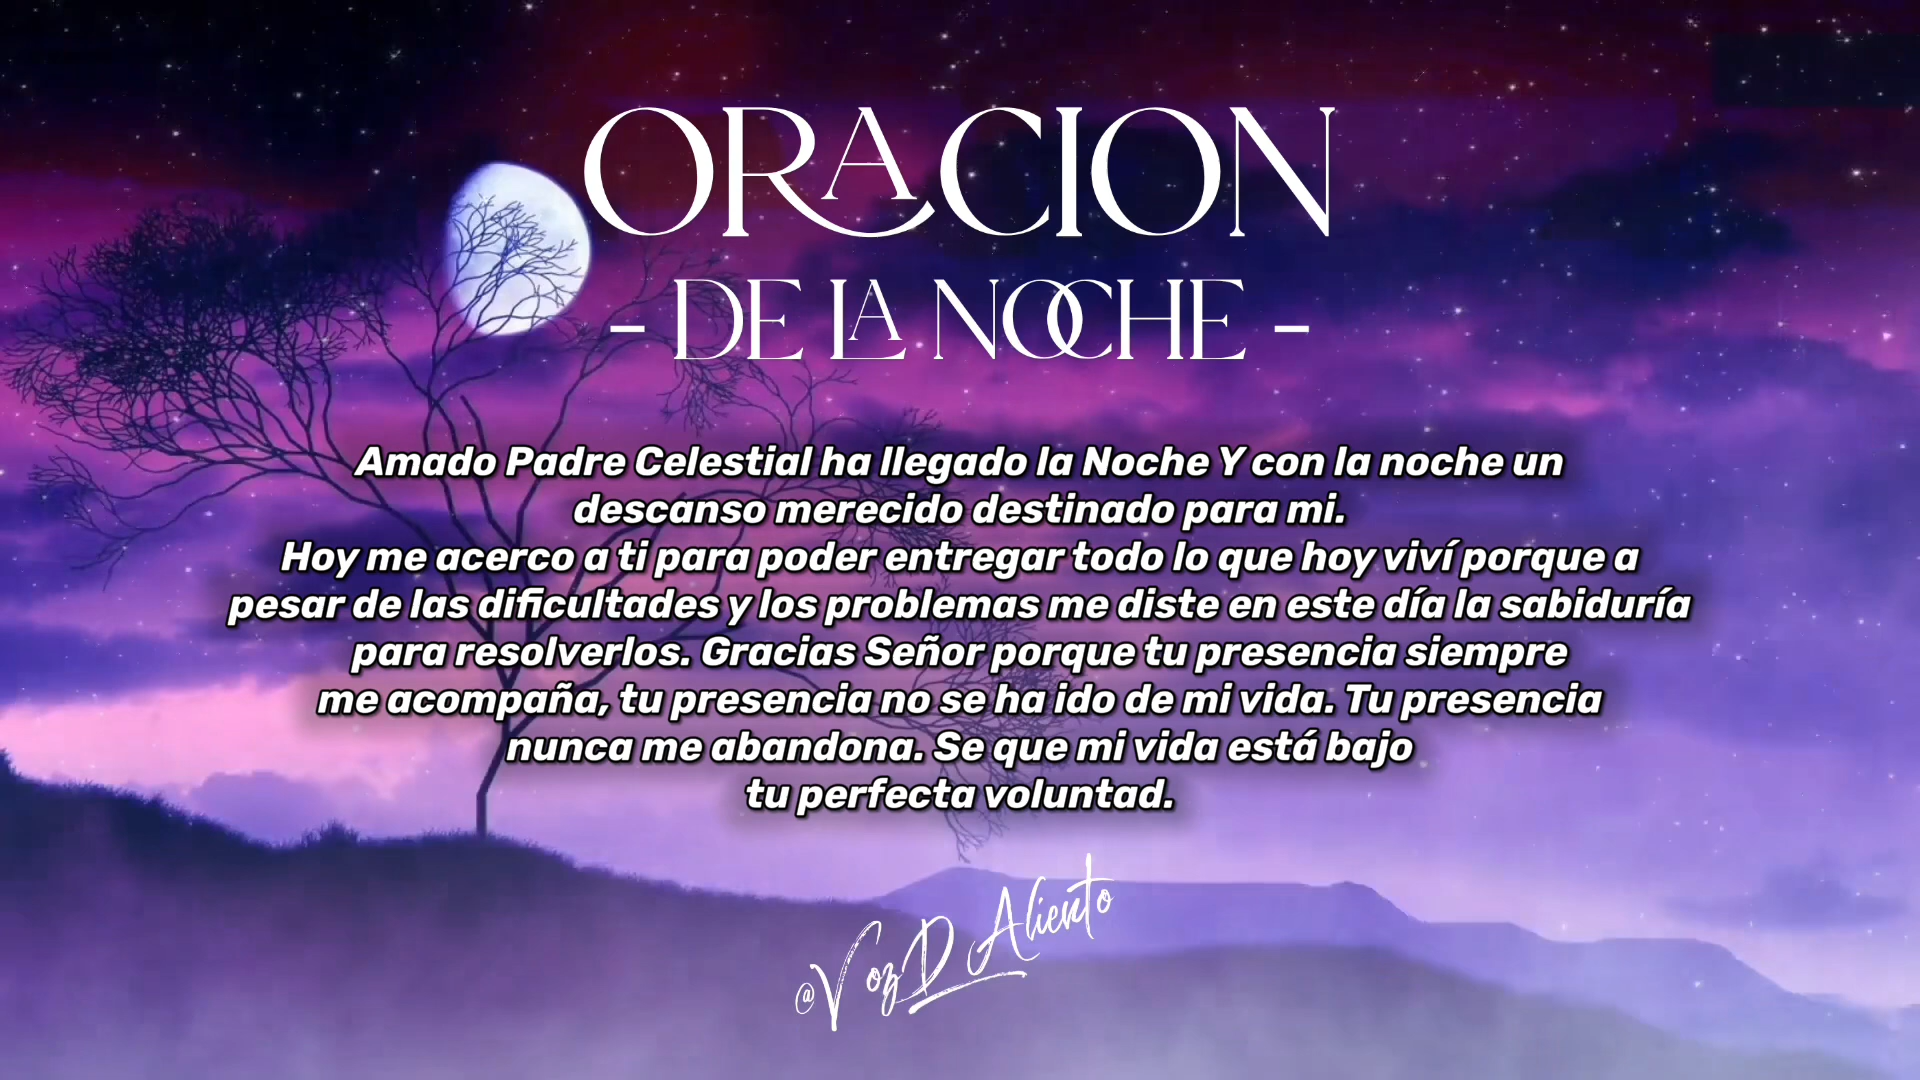 ORACION
- DE LA NOCHE -
Amado Padre Celestial ha llegado la Noche Y con la noche un
descanso merecido destinado para mi.
Hoy me acerco a ti para poder entregar todo lo que hoy viví porque a
pesar de las dificultades y los problemas me diste en este día la sabiduría
para resolverlos. Gracias Señor porque tu presencia siempre
me acompaña, tu presencia no se ha ido de mi vida. Tu presencia
nunca me abandona. Se que mi vida está bajo
tu perfecta voluntad.
@VozD Aliento